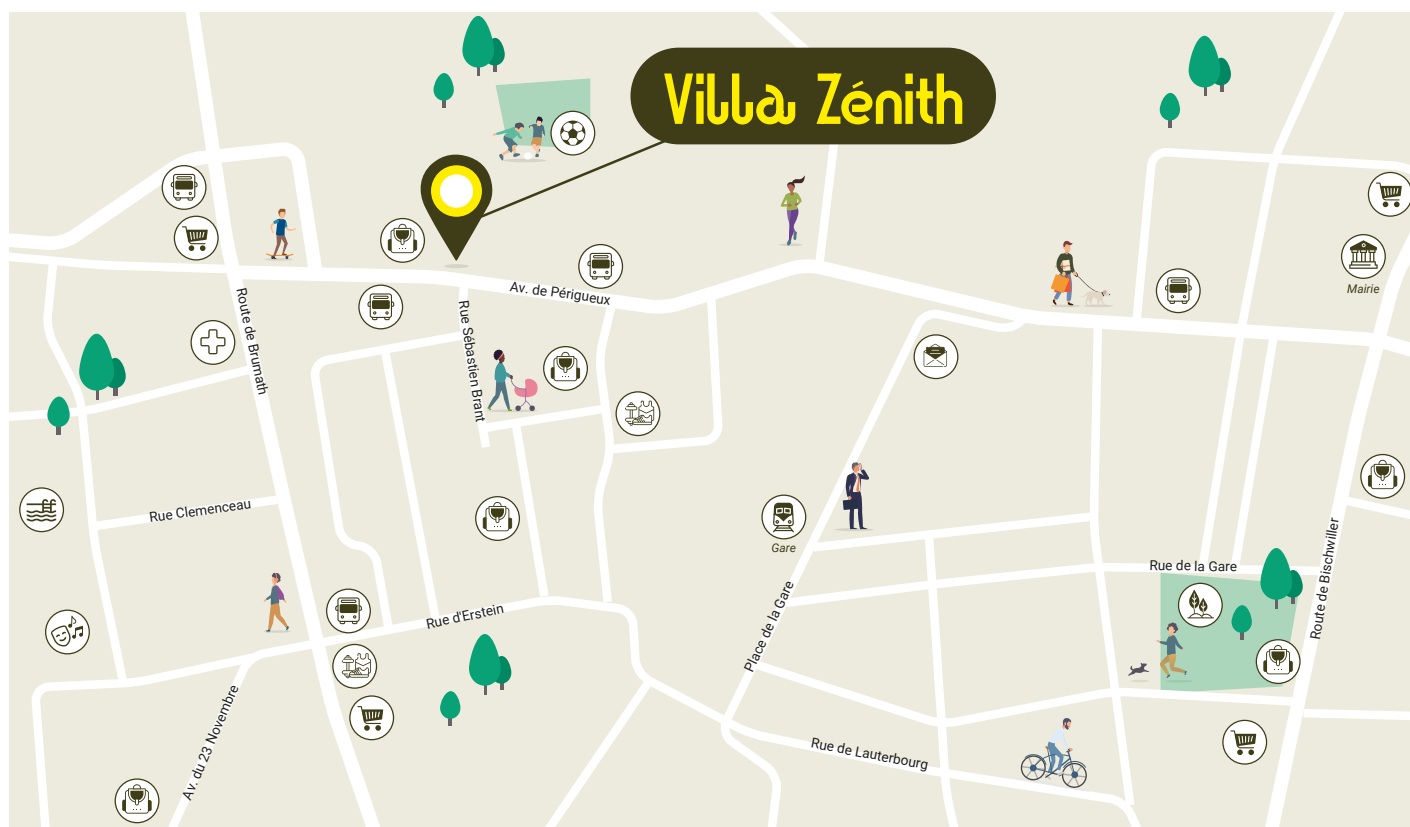 Villa Zénith
Av. de Périgueux
Mairie
Route de Brumath
Rue Sébastien Brant
Rue Clemenceau
Gare
Rue de la Gare
Route de Bischwiller
Rue d'Erstein
Place de la Gare
Av. du 23 Novembre
Rue de Lauterbourg